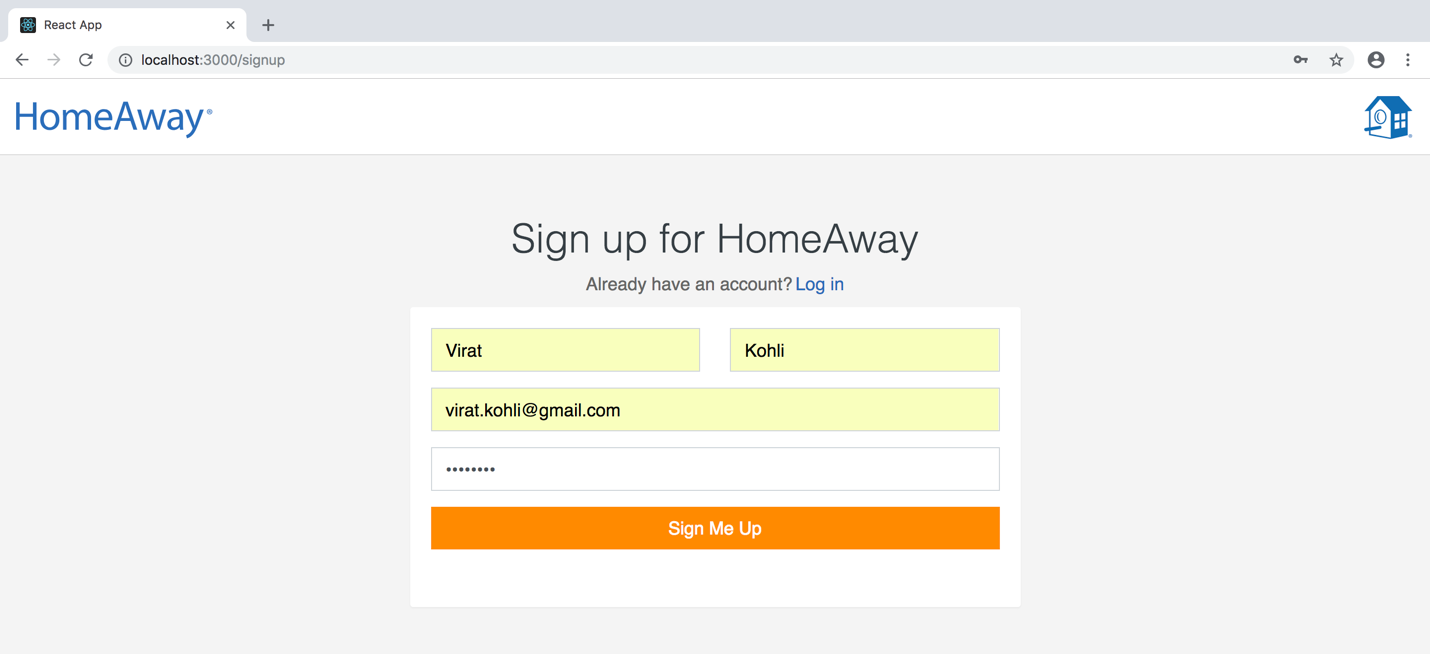 React App
localhost:3000/signup
HomeAway®
Sign up for HomeAway
Already have an account? Log in
Virat Kohli
virat.kohli@gmail.com
••••••••
Sign Me Up